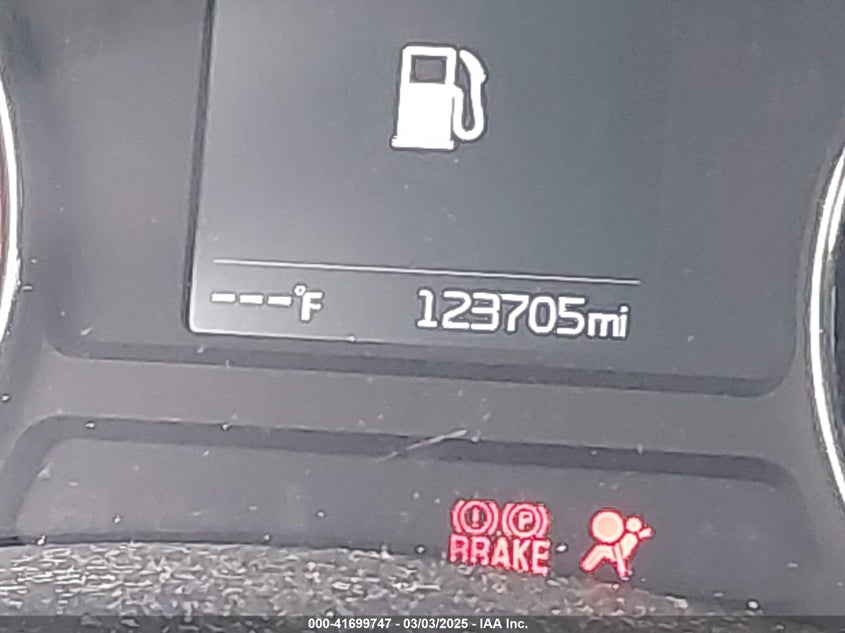 ---°F 123705mi
! P
BRAKE
000-41699747 - 03/03/2025 - IAA Inc.